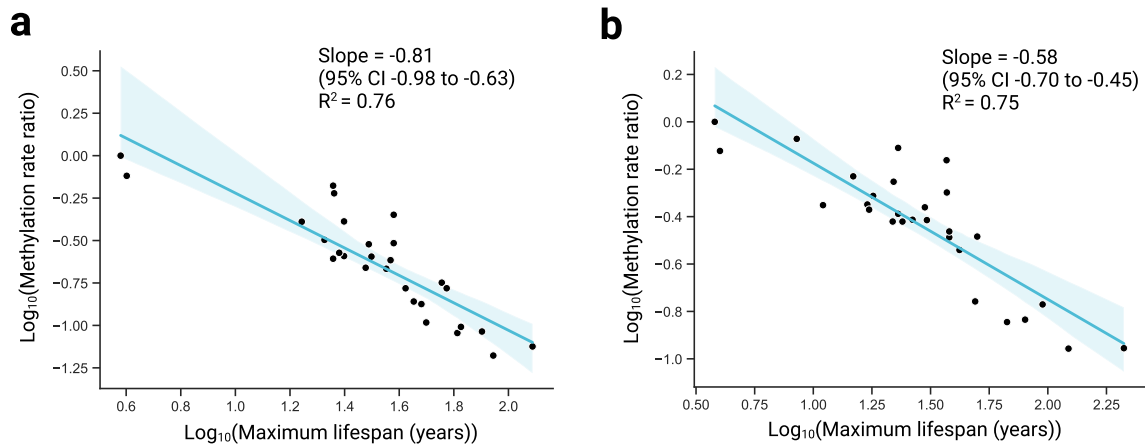 a
Slope = -0.81
(95% CI -0.98 to -0.63)
R² = 0.76
Log₁₀(Methylation rate ratio)
0.50
0.25
0.00
−0.25
−0.50
−0.75
−1.00
−1.25
0.6 0.8 1.0 1.2 1.4 1.6 1.8 2.0
Log₁₀(Maximum lifespan (years))
b
Slope = -0.58
(95% CI -0.70 to -0.45)
R² = 0.75
Log₁₀(Methylation rate ratio)
0.2
0.0
−0.2
−0.4
−0.6
−0.8
−1.0
0.50 0.75 1.00 1.25 1.50 1.75 2.00 2.25
Log₁₀(Maximum lifespan (years))